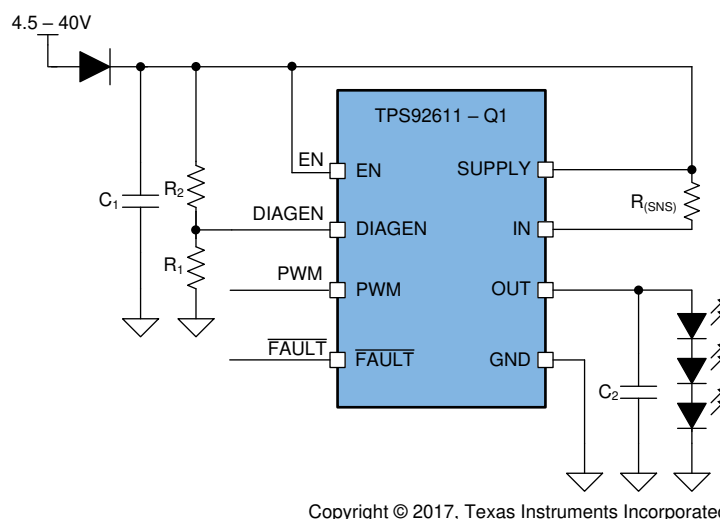 4.5 – 40V
TPS92611 – Q1
EN
EN
SUPPLY
C1
R2
R(SNS)
DIAGEN
DIAGEN
IN
R1
PWM
PWM
OUT
FAULT
FAULT
GND
C2
Copyright © 2017, Texas Instruments Incorporated